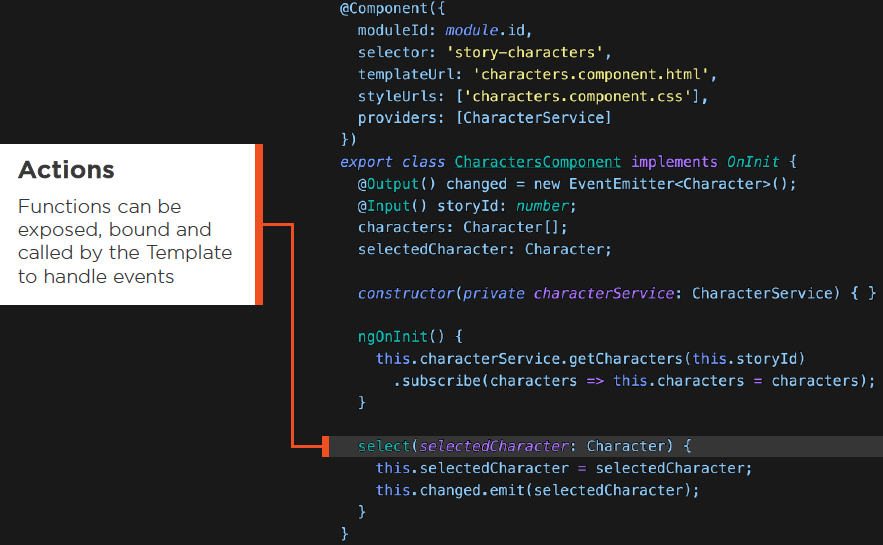 @Component({
moduleId: module.id,
selector: 'story-characters',
templateUrl: 'characters.component.html',
styleUrls: ['characters.component.css'],
providers: [CharacterService]
})
export class CharactersComponent implements OnInit {
@Output() changed = new EventEmitter<Character>();
@Input() storyId: number;
characters: Character[];
selectedCharacter: Character;
constructor(private characterService: CharacterService) { }
ngOnInit() {
this.characterService.getCharacters(this.storyId)
.subscribe(characters => this.characters = characters);
}
select(selectedCharacter: Character) {
this.selectedCharacter = selectedCharacter;
this.changed.emit(selectedCharacter);
}
}
Actions
Functions can be
exposed, bound and
called by the Template
to handle events